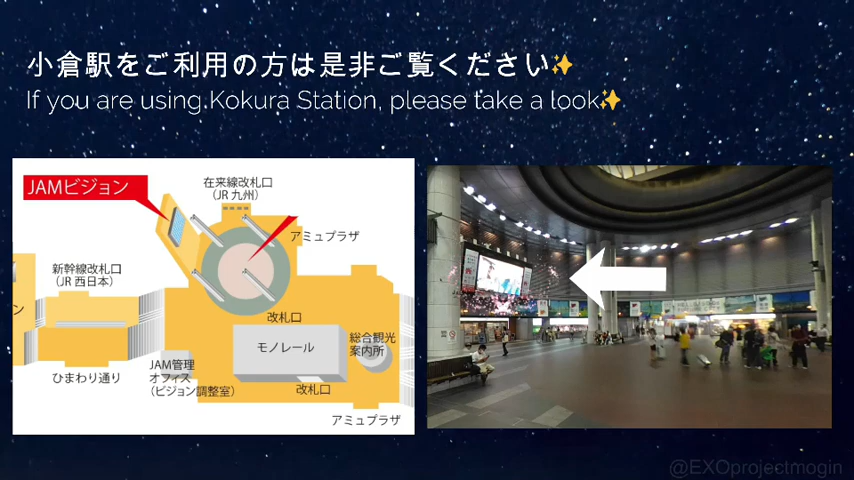 小倉駅をご利用の方は是非ご覧ください✨
If you are using Kokura Station, please take a look✨
JAMビジョン
在来線改札口
（JR 九州）
アミュプラザ
新幹線改札口
（JR 西日本）
ン
改札口
モノレール
総合観光
案内所
ひまわり通り
JAM管理
オフィス
（ビジョン調整室）
改札口
アミュプラザ
@EXOprojectmogin